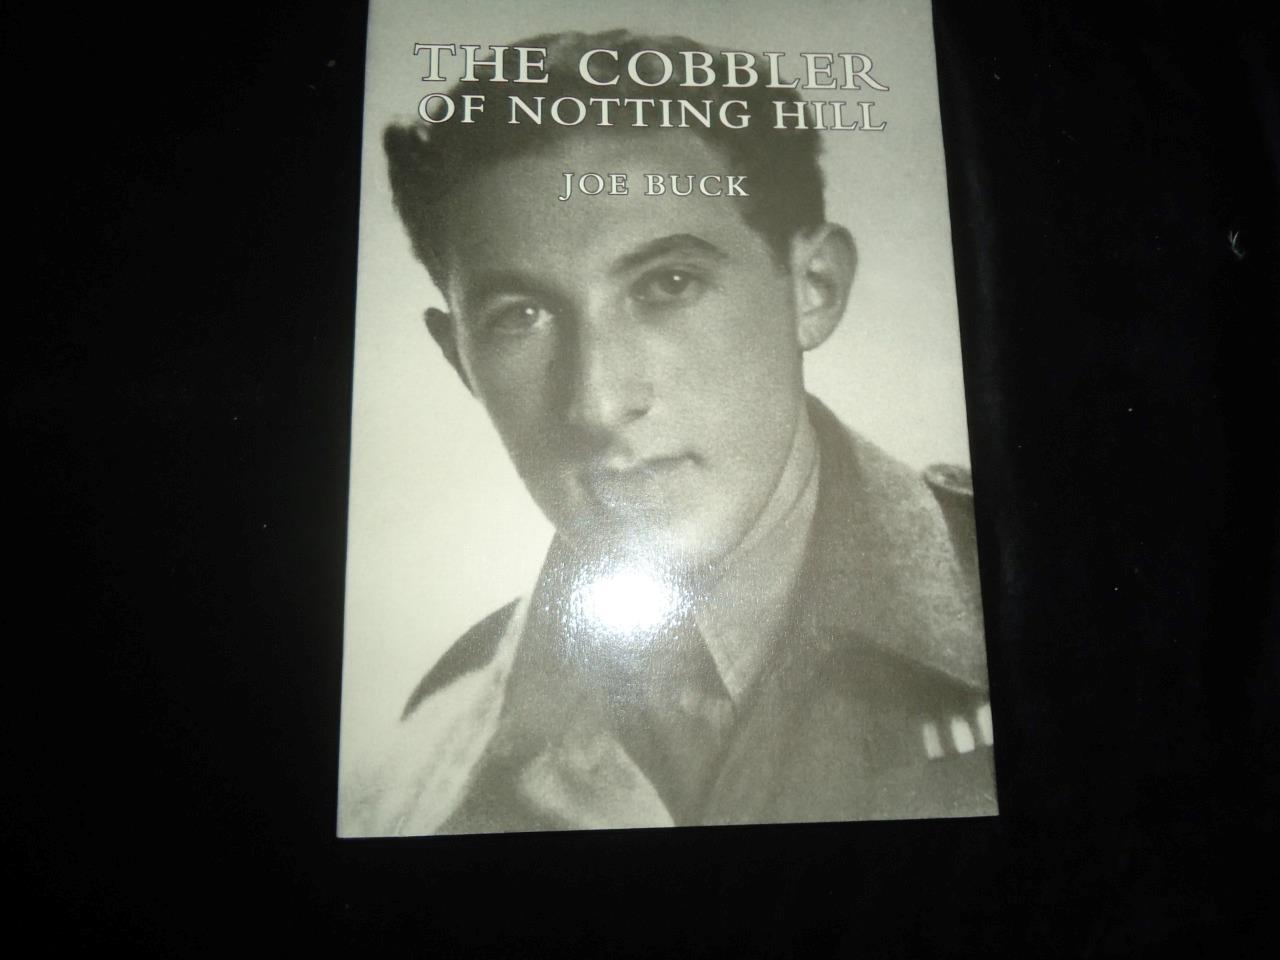 THE COBBLER
OF NOTTING HILL
JOE BUCK